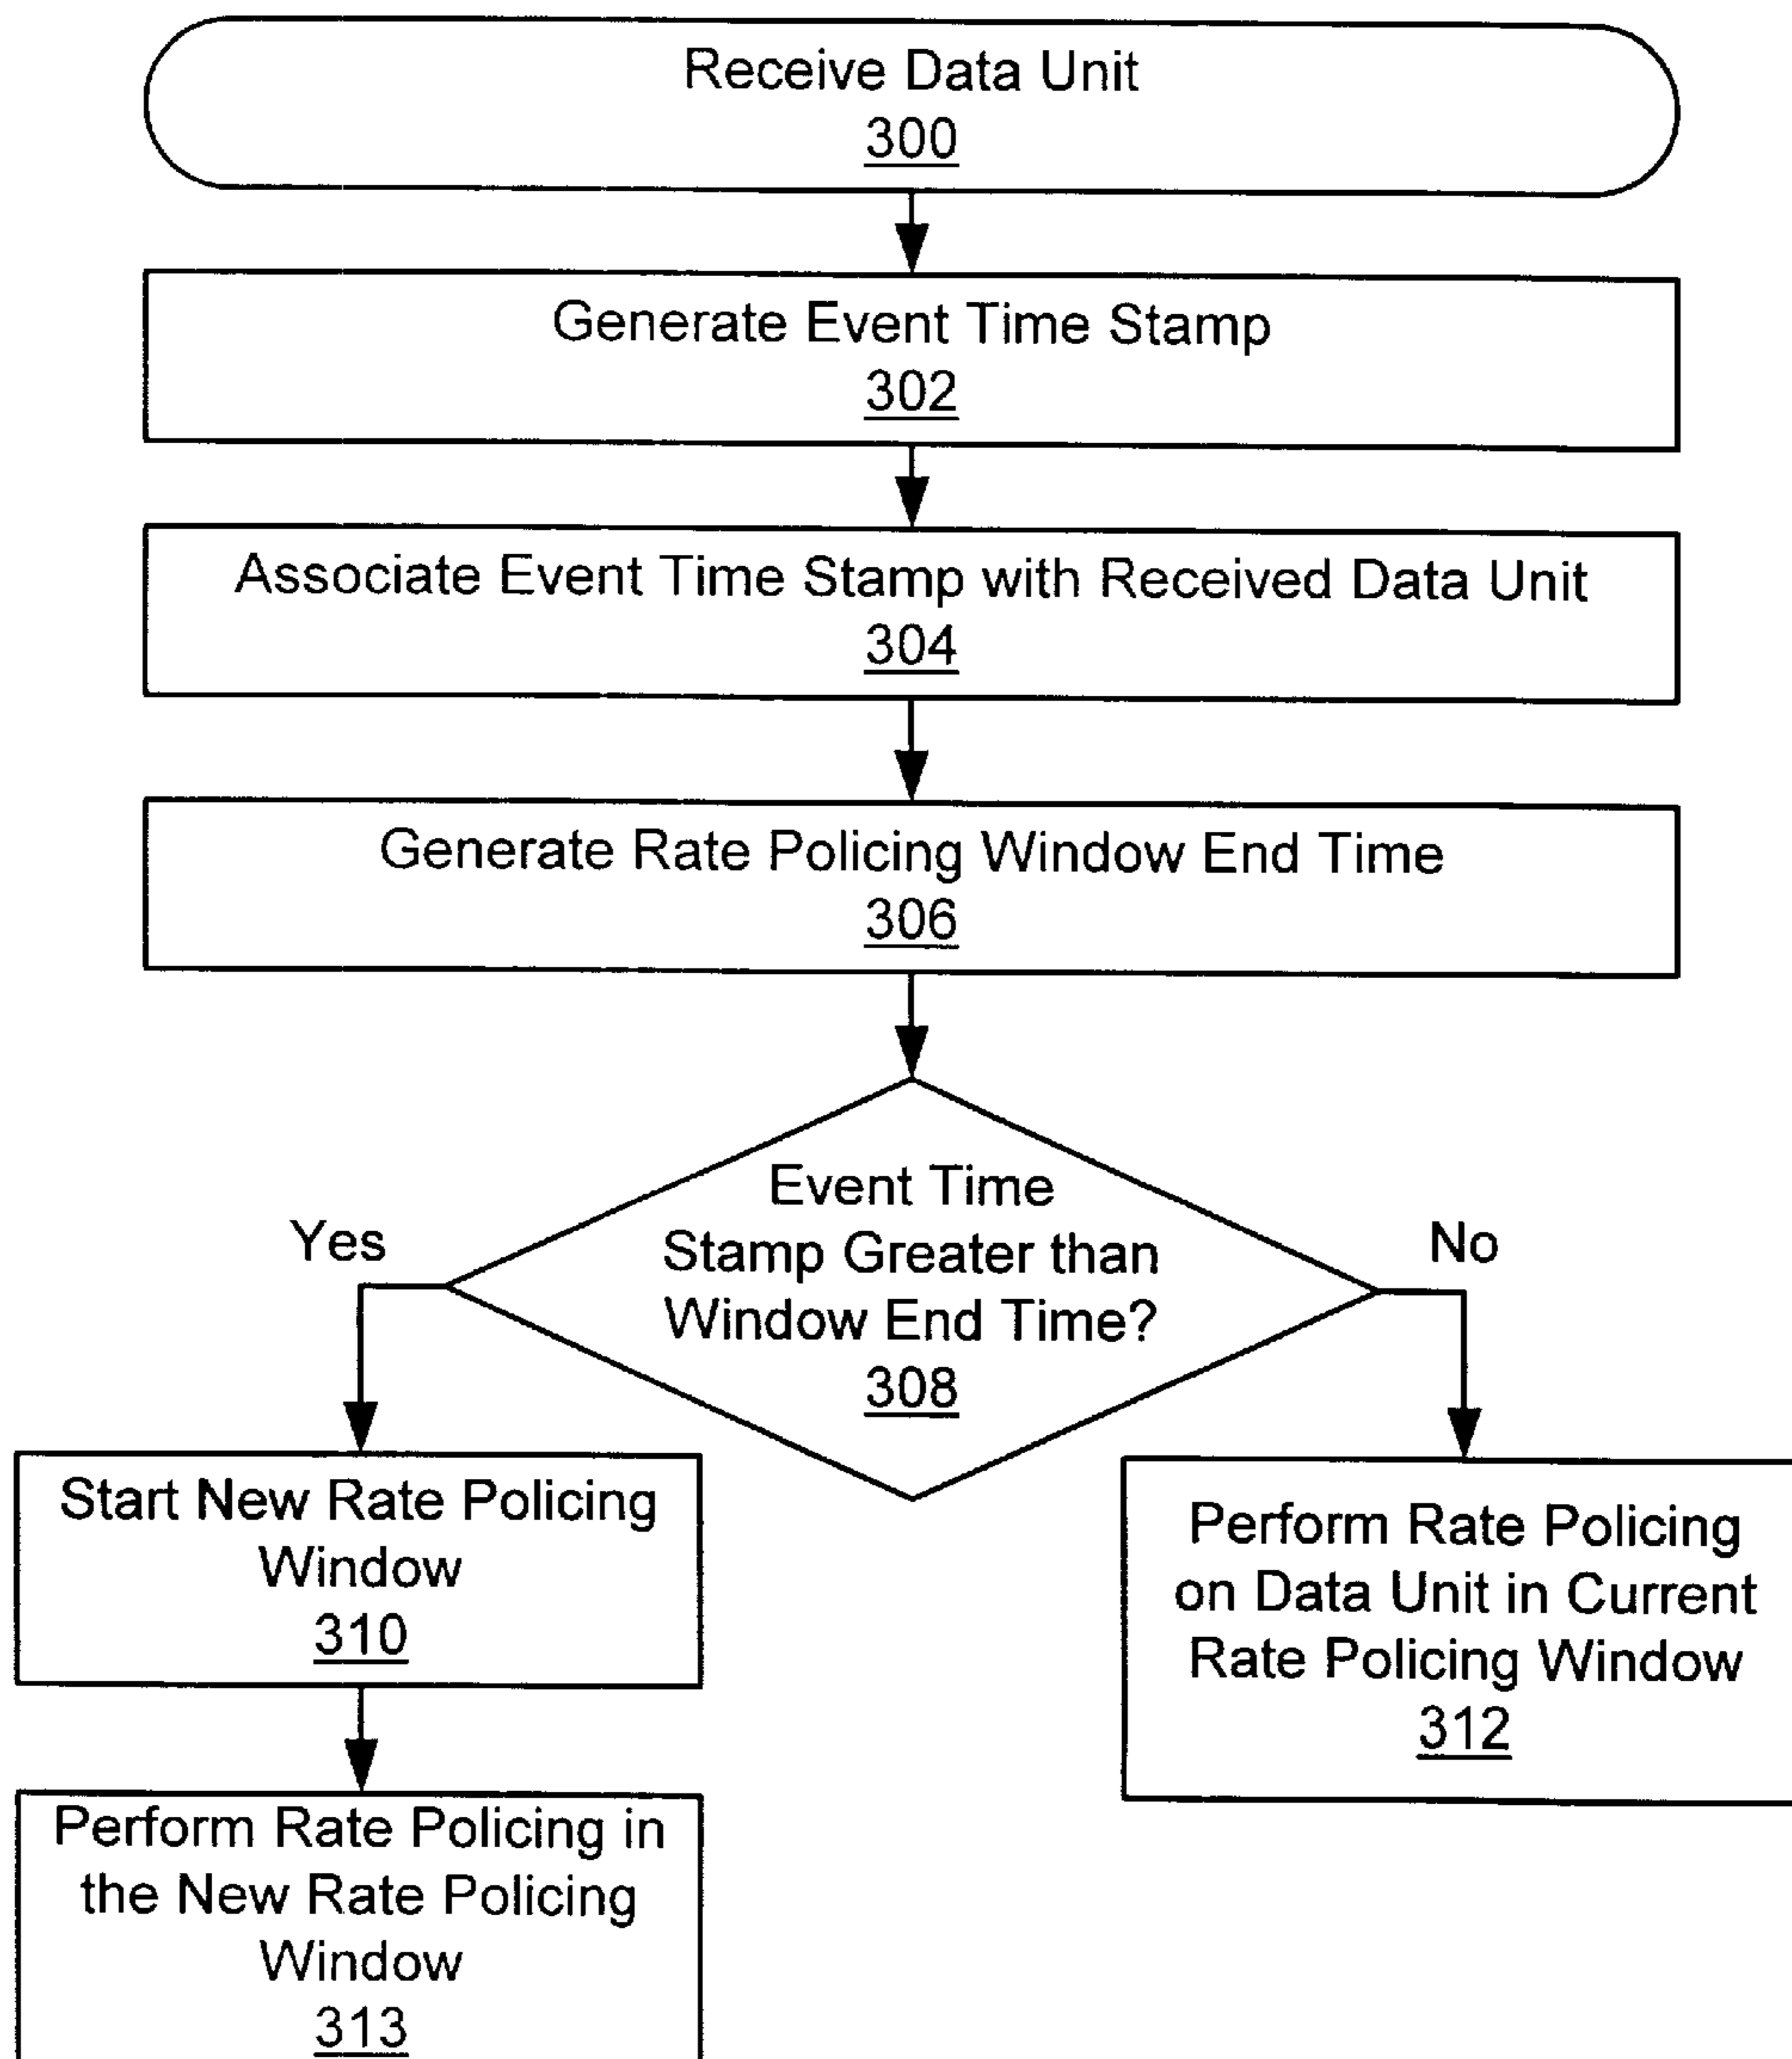 Receive Data Unit
300
Generate Event Time Stamp
302
Associate Event Time Stamp with Received Data Unit
304
Generate Rate Policing Window End Time
306
Event Time
Stamp Greater than
Window End Time?
308
Yes
No
Start New Rate Policing
Window
310
Perform Rate Policing
on Data Unit in Current
Rate Policing Window
312
Perform Rate Policing in
the New Rate Policing
Window
313